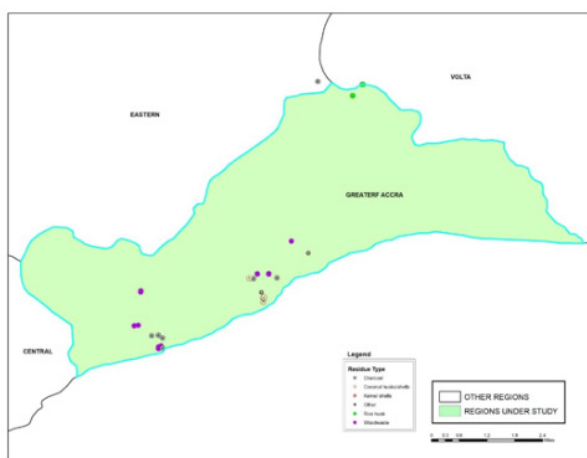 VOLTA
EASTERN
GREATERF ACCRA
CENTRAL
Legend
Residue Type
Charcoal
Coconut husks/shells
Kernel shells
Other
Rice husk
Woodwaste
OTHER REGIONS
REGIONS UNDER STUDY